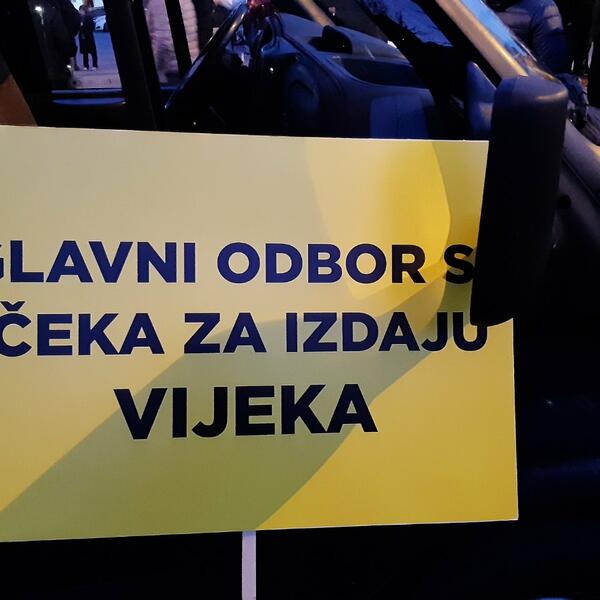 GLAVNI ODBOR S
ČEKA ZA IZDAJU
VIJEKA